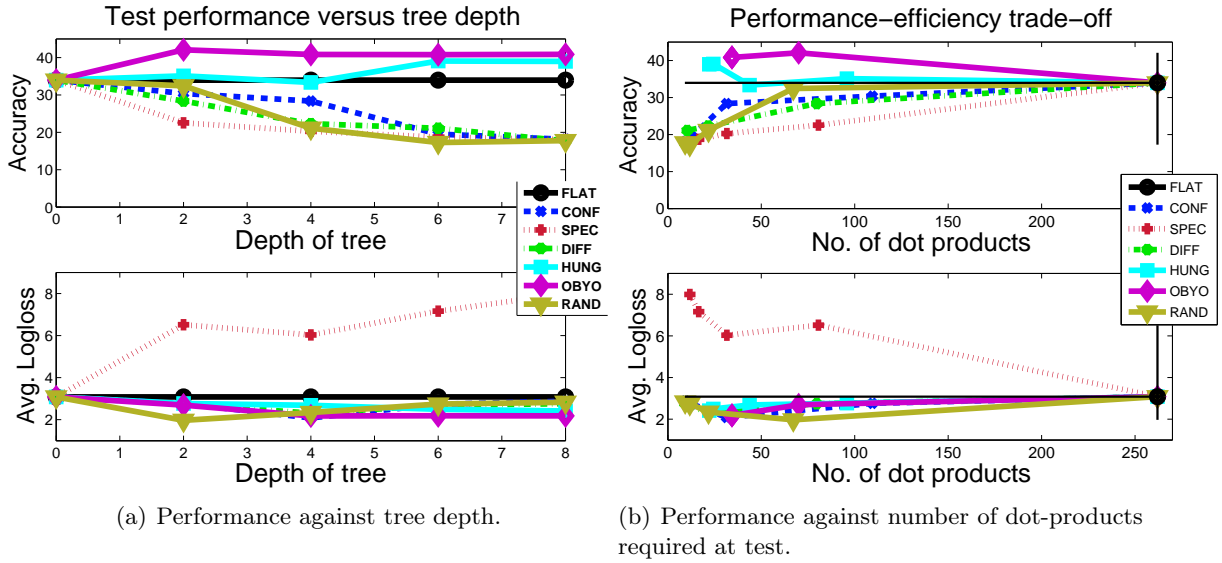 Test performance versus tree depth
Accuracy
40
30
20
10
0
0 1 2 3 4 5 6 7 8
Depth of tree
FLAT
CONF
SPEC
DIFF
HUNG
OBYO
RAND
Avg. Logloss
8
6
4
2
0 1 2 3 4 5 6 7 8
Depth of tree
(a) Performance against tree depth.
Performance−efficiency trade−off
Accuracy
40
30
20
10
0
0 50 100 150 200 250
No. of dot products
FLAT
CONF
SPEC
DIFF
HUNG
OBYO
RAND
Avg. Logloss
8
6
4
2
0 50 100 150 200 250
No. of dot products
(b) Performance against number of dot-products
required at test.